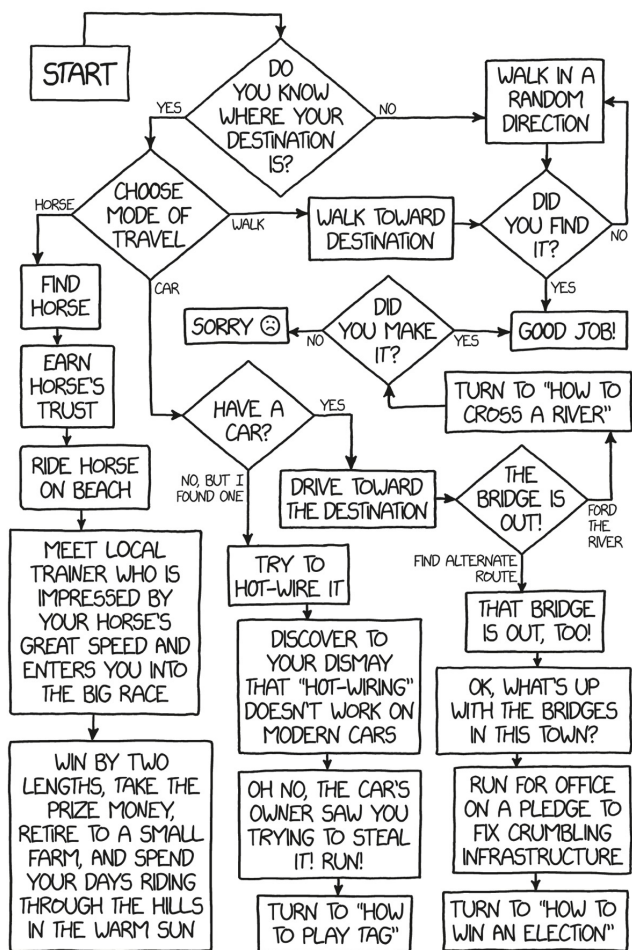 START
DO
YOU KNOW
WHERE YOUR
DESTINATION
IS?
YES
NO
WALK IN A
RANDOM
DIRECTION
CHOOSE
MODE OF
TRAVEL
HORSE
WALK
CAR
WALK TOWARD
DESTINATION
DID
YOU FIND
IT?
NO
YES
GOOD JOB!
FIND
HORSE
EARN
HORSE'S
TRUST
RIDE HORSE
ON BEACH
MEET LOCAL
TRAINER WHO IS
IMPRESSED BY
YOUR HORSE'S
GREAT SPEED AND
ENTERS YOU INTO
THE BIG RACE
WIN BY TWO
LENGTHS, TAKE THE
PRIZE MONEY,
RETIRE TO A SMALL
FARM, AND SPEND
YOUR DAYS RIDING
THROUGH THE HILLS
IN THE WARM SUN
SORRY ☹
DID
YOU MAKE
IT?
NO
YES
HAVE A
CAR?
YES
NO, BUT I
FOUND ONE
TRY TO
HOT-WIRE IT
DISCOVER TO
YOUR DISMAY
THAT "HOT-WIRING"
DOESN'T WORK ON
MODERN CARS
OH NO, THE CAR'S
OWNER SAW YOU
TRYING TO STEAL
IT! RUN!
TURN TO "HOW
TO PLAY TAG"
DRIVE TOWARD
THE DESTINATION
THE
BRIDGE IS
OUT!
FORD
THE
RIVER
TURN TO "HOW TO
CROSS A RIVER"
FIND ALTERNATE
ROUTE
THAT BRIDGE
IS OUT, TOO!
OK, WHAT'S UP
WITH THE BRIDGES
IN THIS TOWN?
RUN FOR OFFICE
ON A PLEDGE TO
FIX CRUMBLING
INFRASTRUCTURE
TURN TO "HOW TO
WIN AN ELECTION"